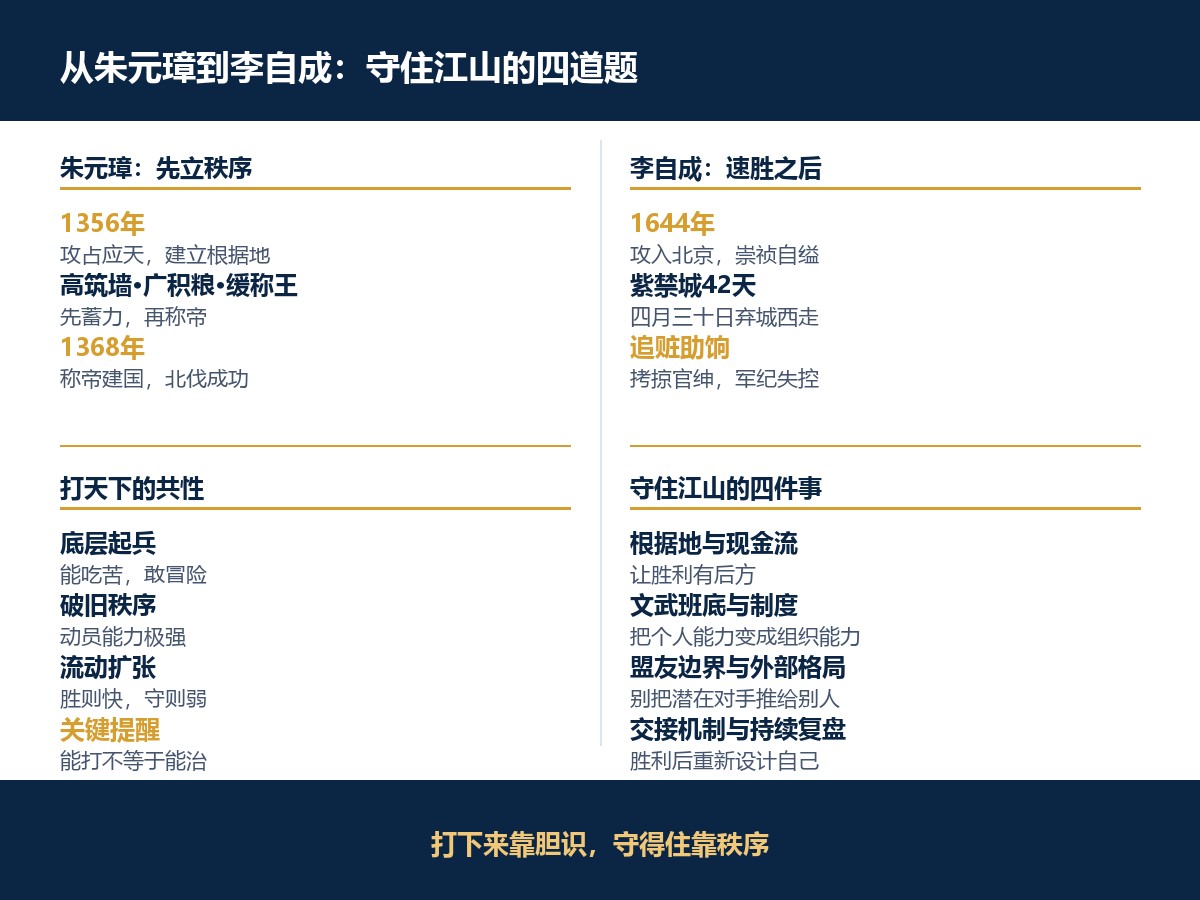 从朱元璋到李自成：守住江山的四道题
朱元璋：先立秩序
1356年
攻占应天，建立根据地
高筑墙·广积粮·缓称王
先蓄力，再称帝
1368年
称帝建国，北伐成功
李自成：速胜之后
1644年
攻入北京，崇祯自缢
紫禁城42天
四月三十日弃城西走
追赃助饷
拷掠官绅，军纪失控
打天下的共性
底层起兵
能吃苦，敢冒险
破旧秩序
动员能力极强
流动扩张
胜则快，守则弱
关键提醒
能打不等于能治
守住江山的四件事
根据地与现金流
让胜利有后方
文武班底与制度
把个人能力变成组织能力
盟友边界与外部格局
别把潜在对手推给别人
交接机制与持续复盘
胜利后重新设计自己
打下来靠胆识，守得住靠秩序